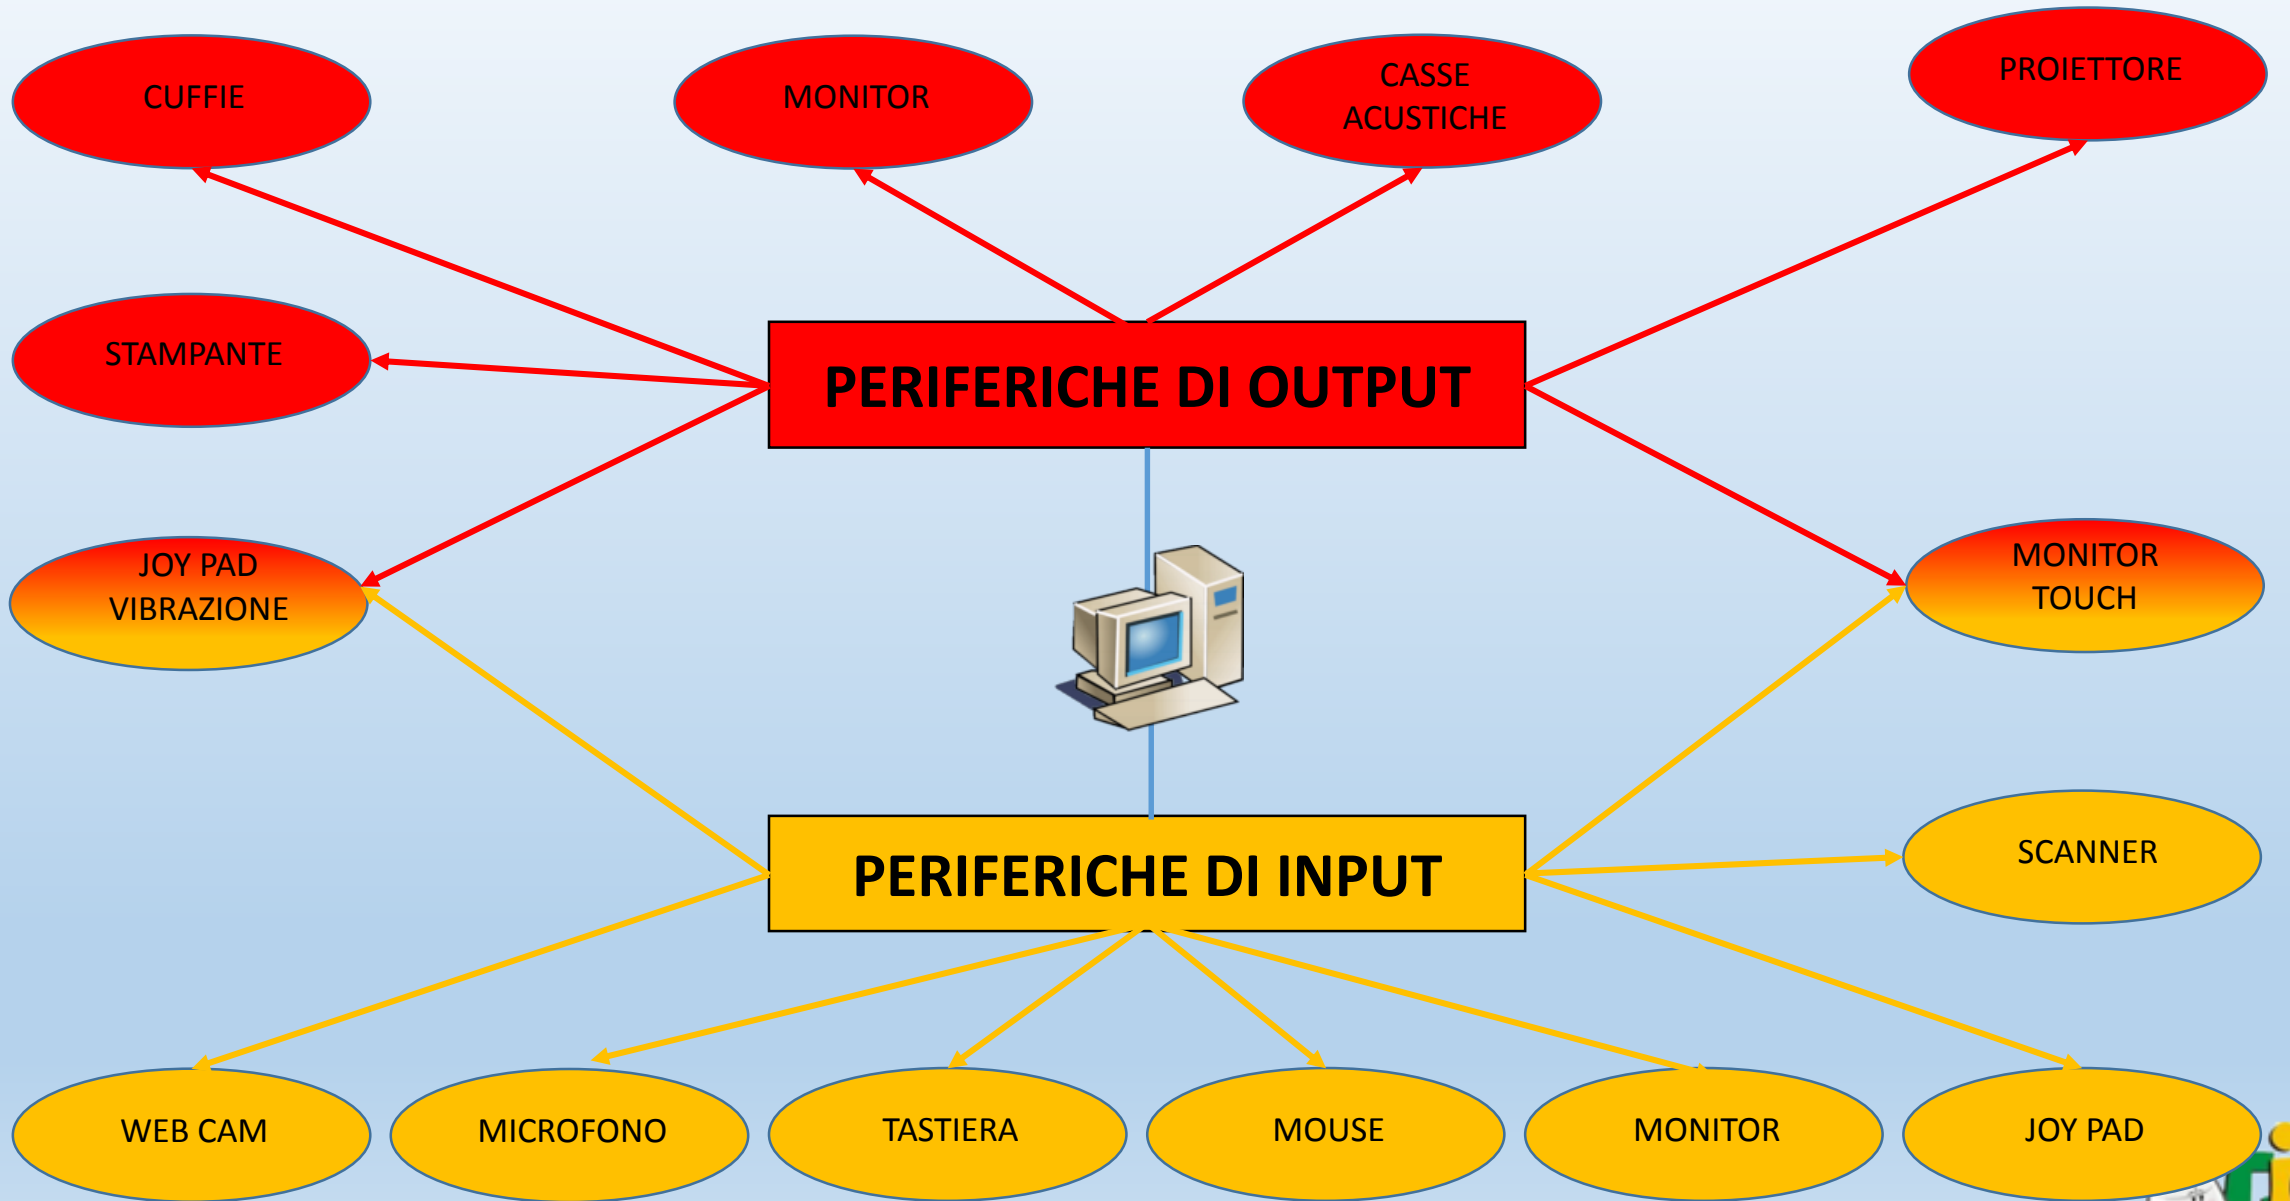 CUFFIE
MONITOR
CASSE
ACUSTICHE
PROIETTORE
STAMPANTE
PERIFERICHE DI OUTPUT
JOY PAD
VIBRAZIONE
MONITOR
TOUCH
PERIFERICHE DI INPUT
SCANNER
WEB CAM
MICROFONO
TASTIERA
MOUSE
MONITOR
JOY PAD